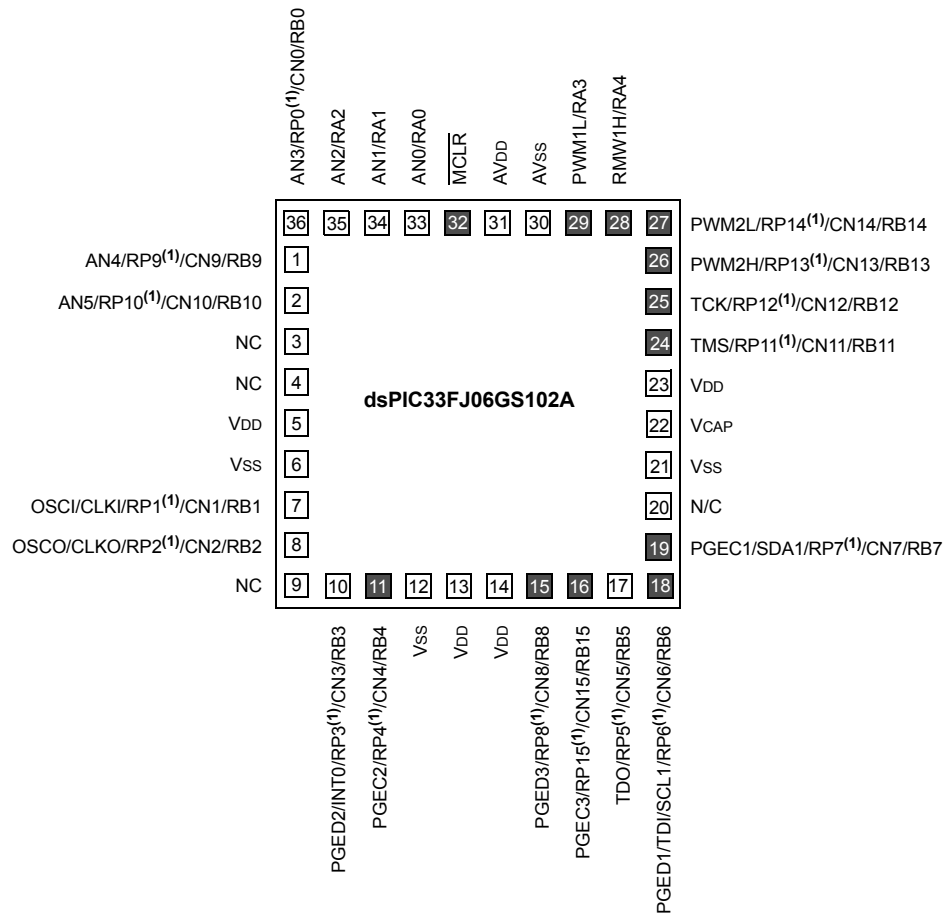 AN3/RP0(1)/CN0/RB0
AN2/RA2
AN1/RA1
AN0/RA0
MCLR
AVDD
AVSS
PWM1L/RA3
RMW1H/RA4
36 35 34 33 32 31 30 29 28 27 PWM2L/RP14(1)/CN14/RB14
AN4/RP9(1)/CN9/RB9 1 26 PWM2H/RP13(1)/CN13/RB13
AN5/RP10(1)/CN10/RB10 2 25 TCK/RP12(1)/CN12/RB12
NC 3 24 TMS/RP11(1)/CN11/RB11
NC 4 23 VDD
dsPIC33FJ06GS102A
VDD 5 22 VCAP
VSS 6 21 VSS
OSCI/CLKI/RP1(1)/CN1/RB1 7 20 N/C
OSCO/CLKO/RP2(1)/CN2/RB2 8 19 PGEC1/SDA1/RP7(1)/CN7/RB7
NC 9 10 11 12 13 14 15 16 17 18
PGED2/INT0/RP3(1)/CN3/RB3
PGEC2/RP4(1)/CN4/RB4
VSS
VDD
VDD
PGED3/RP8(1)/CN8/RB8
PGEC3/RP15(1)/CN15/RB15
TDO/RP5(1)/CN5/RB5
PGED1/TDI/SCL1/RP6(1)/CN6/RB6